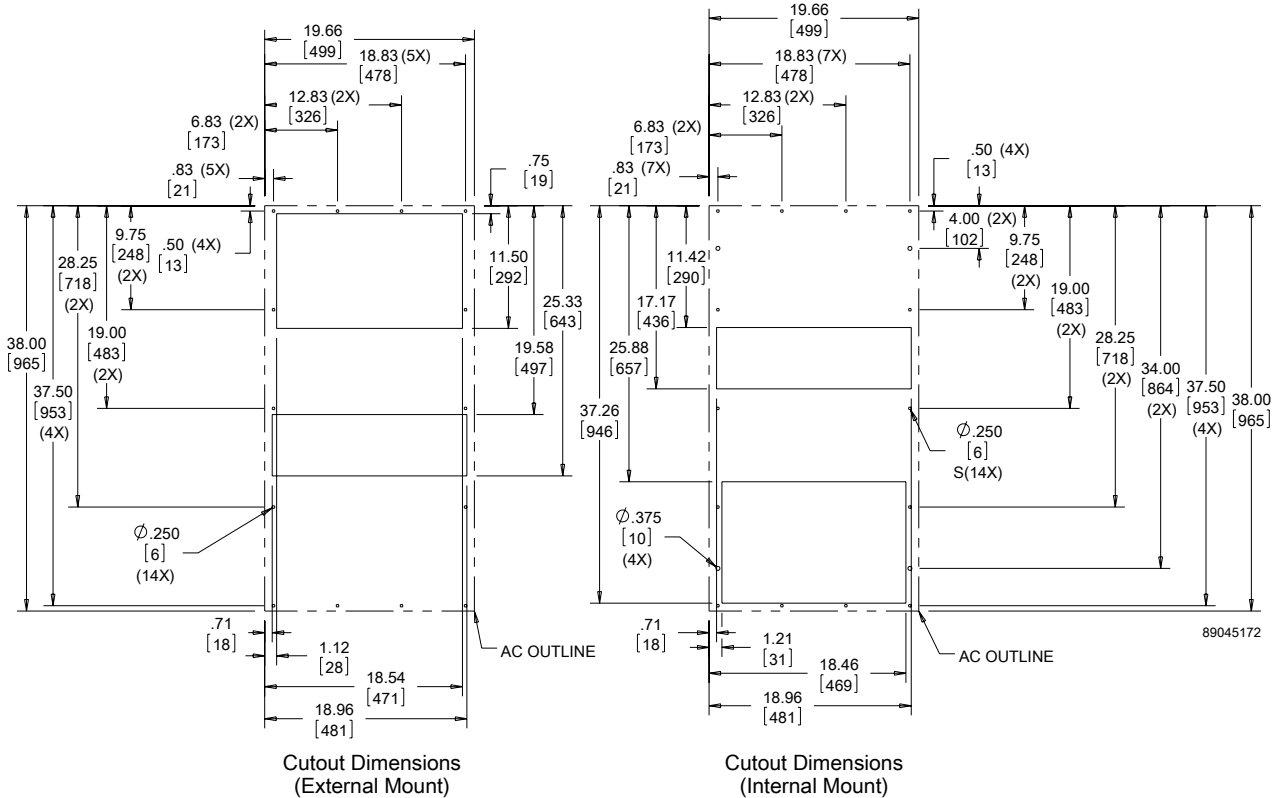 19.66
[499]
18.83 (5X)
[478]
12.83 (2X)
[326]
6.83 (2X)
[173]
.83 (5X)
[21]
.75
[19]
9.75
[248]
(2X)
.50 (4X)
[13]
28.25
[718]
(2X)
19.00
[483]
(2X)
38.00
[965]
37.50
[953]
(4X)
11.50
[292]
25.33
[643]
19.58
[497]
Ø.250
[6]
(14X)
.71
[18]
1.12
[28]
18.54
[471]
18.96
[481]
AC OUTLINE
Cutout Dimensions
(External Mount)
19.66
[499]
18.83 (7X)
[478]
12.83 (2X)
[326]
6.83 (2X)
[173]
.83 (7X)
[21]
.50 (4X)
[13]
4.00 (2X)
[102]
9.75
[248]
(2X)
11.42
[290]
17.17
[436]
25.88
[657]
37.26
[946]
19.00
[483]
(2X)
28.25
[718]
(2X)
34.00
[864]
(2X)
37.50
[953]
(4X)
38.00
[965]
Ø.250
[6]
S(14X)
Ø.375
[10]
(4X)
.71
[18]
1.21
[31]
18.46
[469]
18.96
[481]
AC OUTLINE
89045172
Cutout Dimensions
(Internal Mount)